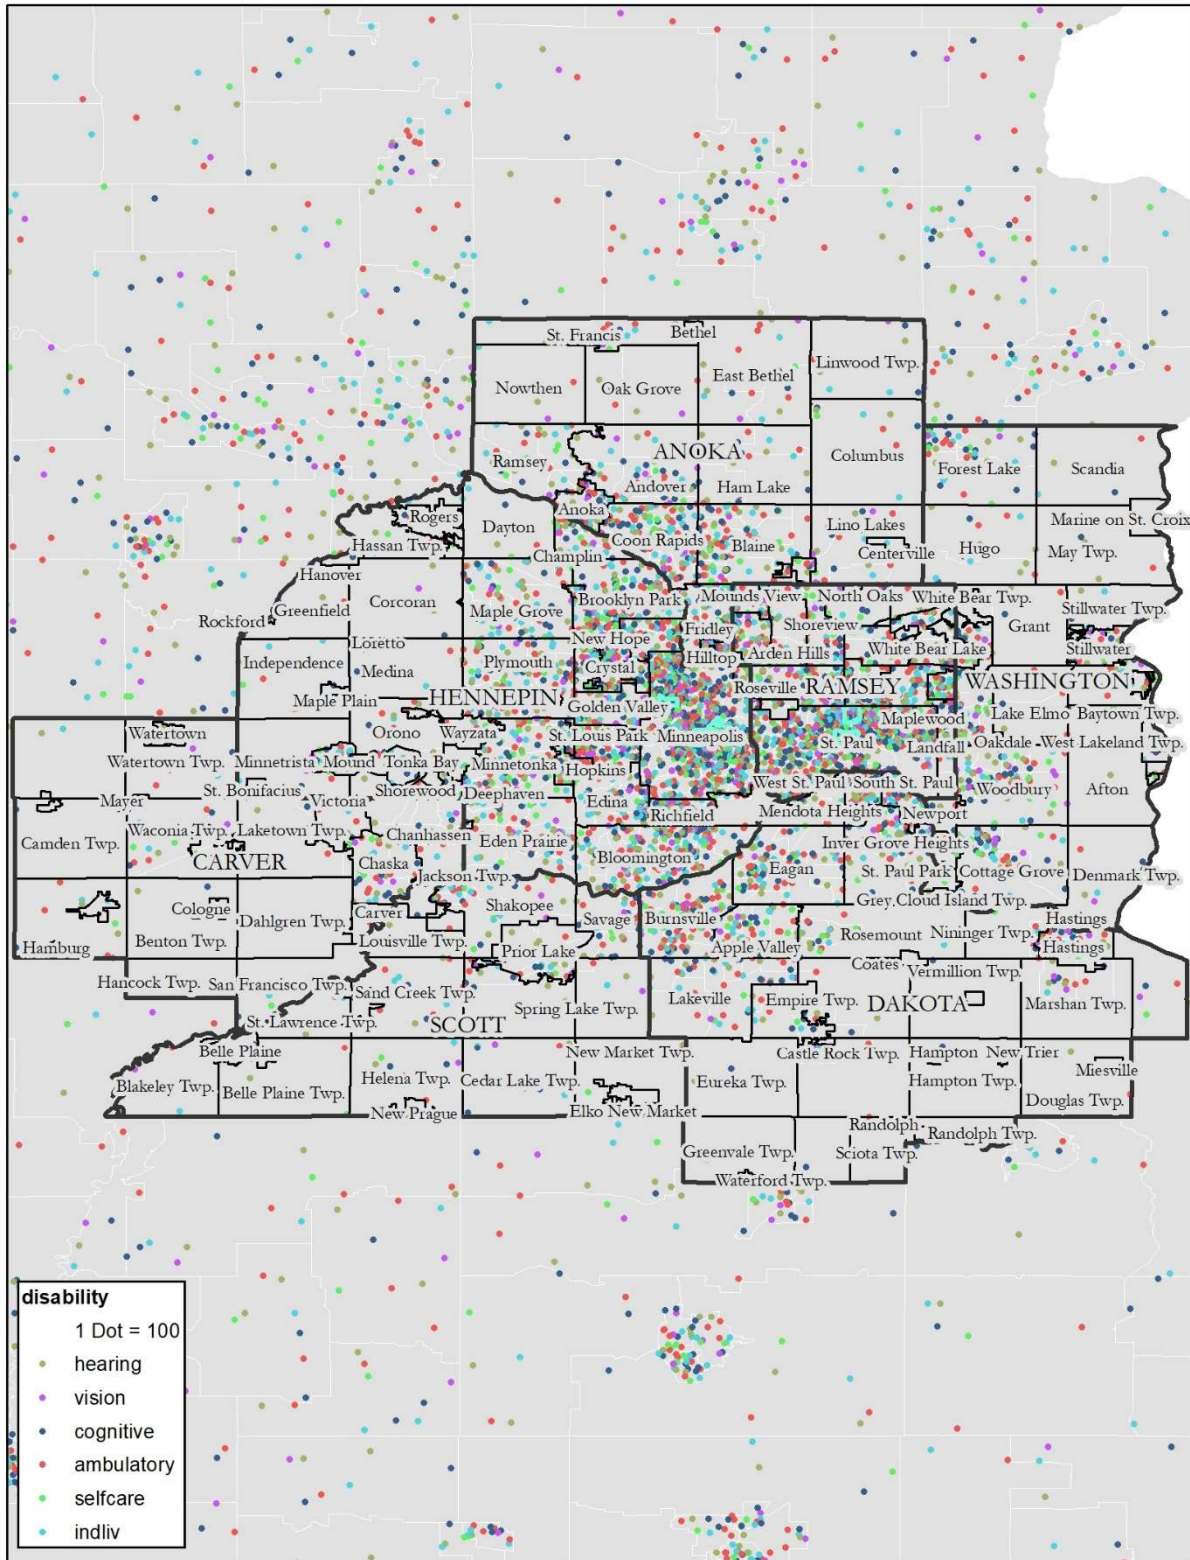 St. Francis
Bethel
Linwood Twp.
Nowthen
Oak Grove
East Bethel
ANOKA
Columbus
Ramsey
Andover
Ham Lake
Forest Lake
Scandia
Rogers
Dayton
Anoka
Hassan Twp.
Champlin
Coon Rapids
Blaine
Lino Lakes
Centerville
Hugo
Marine on St. Croix
May Twp.
Hanover
Greenfield
Corcoran
Maple Grove
Brooklyn Park
Mounds View
North Oaks
White Bear Twp.
Stillwater Twp.
Rockford
Loretto
New Hope
Fridley
Shoreview
Grant
Independence
Medina
Plymouth
Crystal
Hilltop
Arden Hills
White Bear Lake
Stillwater
Maple Plain
HENNEPIN
Golden Valley
Roseville
RAMSEY
WASHINGTON
Watertown
Orono
Wayzata
St. Louis Park
Minneapolis
Maplewood
Lake Elmo
Baytown Twp.
Watertown Twp.
Minnetrista
Mound
Tonka Bay
Minnetonka
Hopkins
St. Paul
Landfall
Oakdale
West Lakeland Twp.
St. Bonifacius
Shorewood
Deephaven
West St. Paul
South St. Paul
Woodbury
Afton
Mayer
Victoria
Edina
Richfield
Mendota Heights
Newport
Camden Twp.
Waconia Twp.
Laketown Twp.
Chanhassen
Eden Prairie
Inver Grove Heights
CARVER
Chaska
Jackson Twp.
Bloomington
Eagan
St. Paul Park
Cottage Grove
Denmark Twp.
Cologne
Carver
Shakopee
Savage
Burnsville
Grey Cloud Island Twp.
Hamburg
Benton Twp.
Dahlgren Twp.
Louisville Twp.
Prior Lake
Apple Valley
Rosemount
Nininger Twp.
Hastings
Hastings
Hancock Twp.
San Francisco Twp.
Sand Creek Twp.
Spring Lake Twp.
Lakeville
Empire Twp.
Coates
Vermillion Twp.
DAKOTA
Marshan Twp.
St. Lawrence Twp.
SCOTT
Belle Plaine
New Market Twp.
Castle Rock Twp.
Hampton
New Trier
Blakeley Twp.
Belle Plaine Twp.
Helena Twp.
Cedar Lake Twp.
Eureka Twp.
Hampton Twp.
Miesville
New Prague
Elko New Market
Douglas Twp.
Randolph
Randolph Twp.
Greenvale Twp.
Sciota Twp.
Waterford Twp.
disability
1 Dot = 100
hearing
vision
cognitive
ambulatory
selfcare
indliv